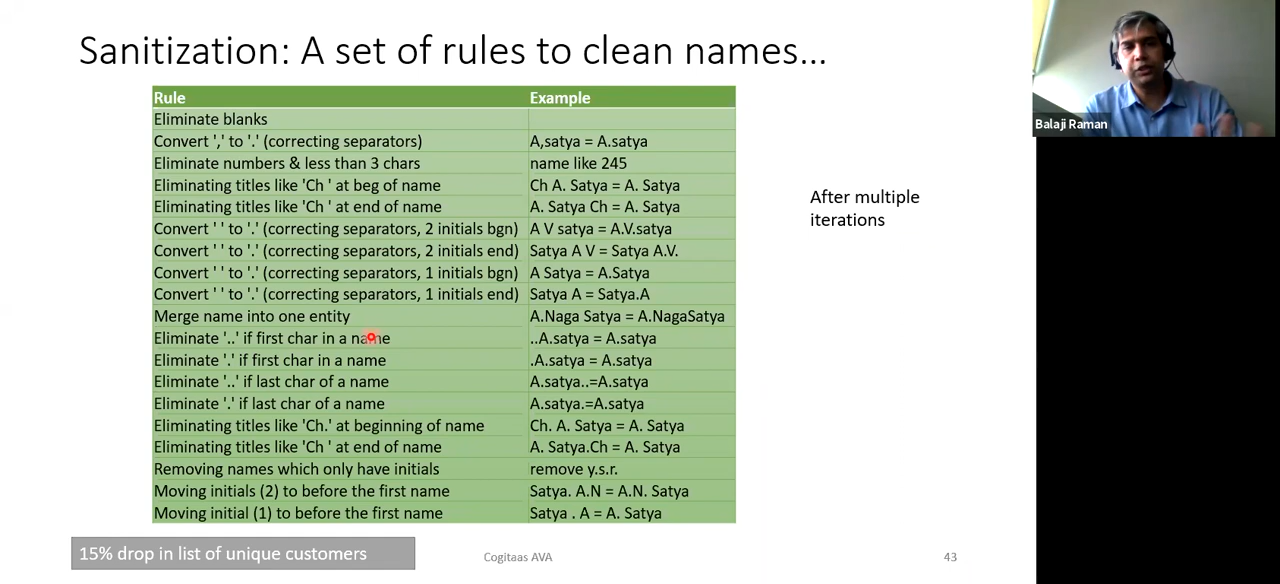 Sanitization: A set of rules to clean names...
Rule Example
Eliminate blanks
Convert ',' to '.' (correcting separators) A,satya = A.satya
Eliminate numbers & less than 3 chars name like 245
Eliminating titles like 'Ch ' at beg of name Ch A. Satya = A. Satya
Eliminating titles like 'Ch ' at end of name A. Satya Ch = A. Satya
Convert ' ' to '.' (correcting separators, 2 initials bgn) A V satya = A.V.satya
Convert ' ' to '.' (correcting separators, 2 initials end) Satya A V = Satya A.V.
Convert ' ' to '.' (correcting separators, 1 initials bgn) A Satya = A.Satya
Convert ' ' to '.' (correcting separators, 1 initials end) Satya A = Satya.A
Merge name into one entity A.Naga Satya = A.NagaSatya
Eliminate '..' if first char in a name ..A.satya = A.satya
Eliminate '.' if first char in a name .A.satya = A.satya
Eliminate '..' if last char of a name A.satya..=A.satya
Eliminate '.' if last char of a name A.satya.=A.satya
Eliminating titles like 'Ch.' at beginning of name Ch. A. Satya = A. Satya
Eliminating titles like 'Ch ' at end of name A. Satya.Ch = A. Satya
Removing names which only have initials remove y.s.r.
Moving initials (2) to before the first name Satya. A.N = A.N. Satya
Moving initial (1) to before the first name Satya . A = A. Satya
After multiple
iterations
15% drop in list of unique customers
Cogitaas AVA
43
Balaji Raman